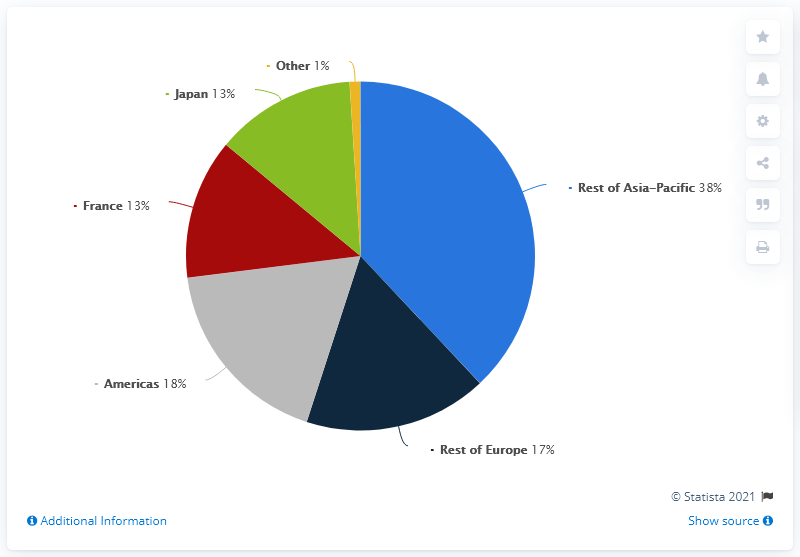 Other 1%
Japan 13%
Rest of Asia–Pacific 38%
France 13%
Americas 18%
Rest of Europe 17%
© Statista 2021
Additional Information
Show source